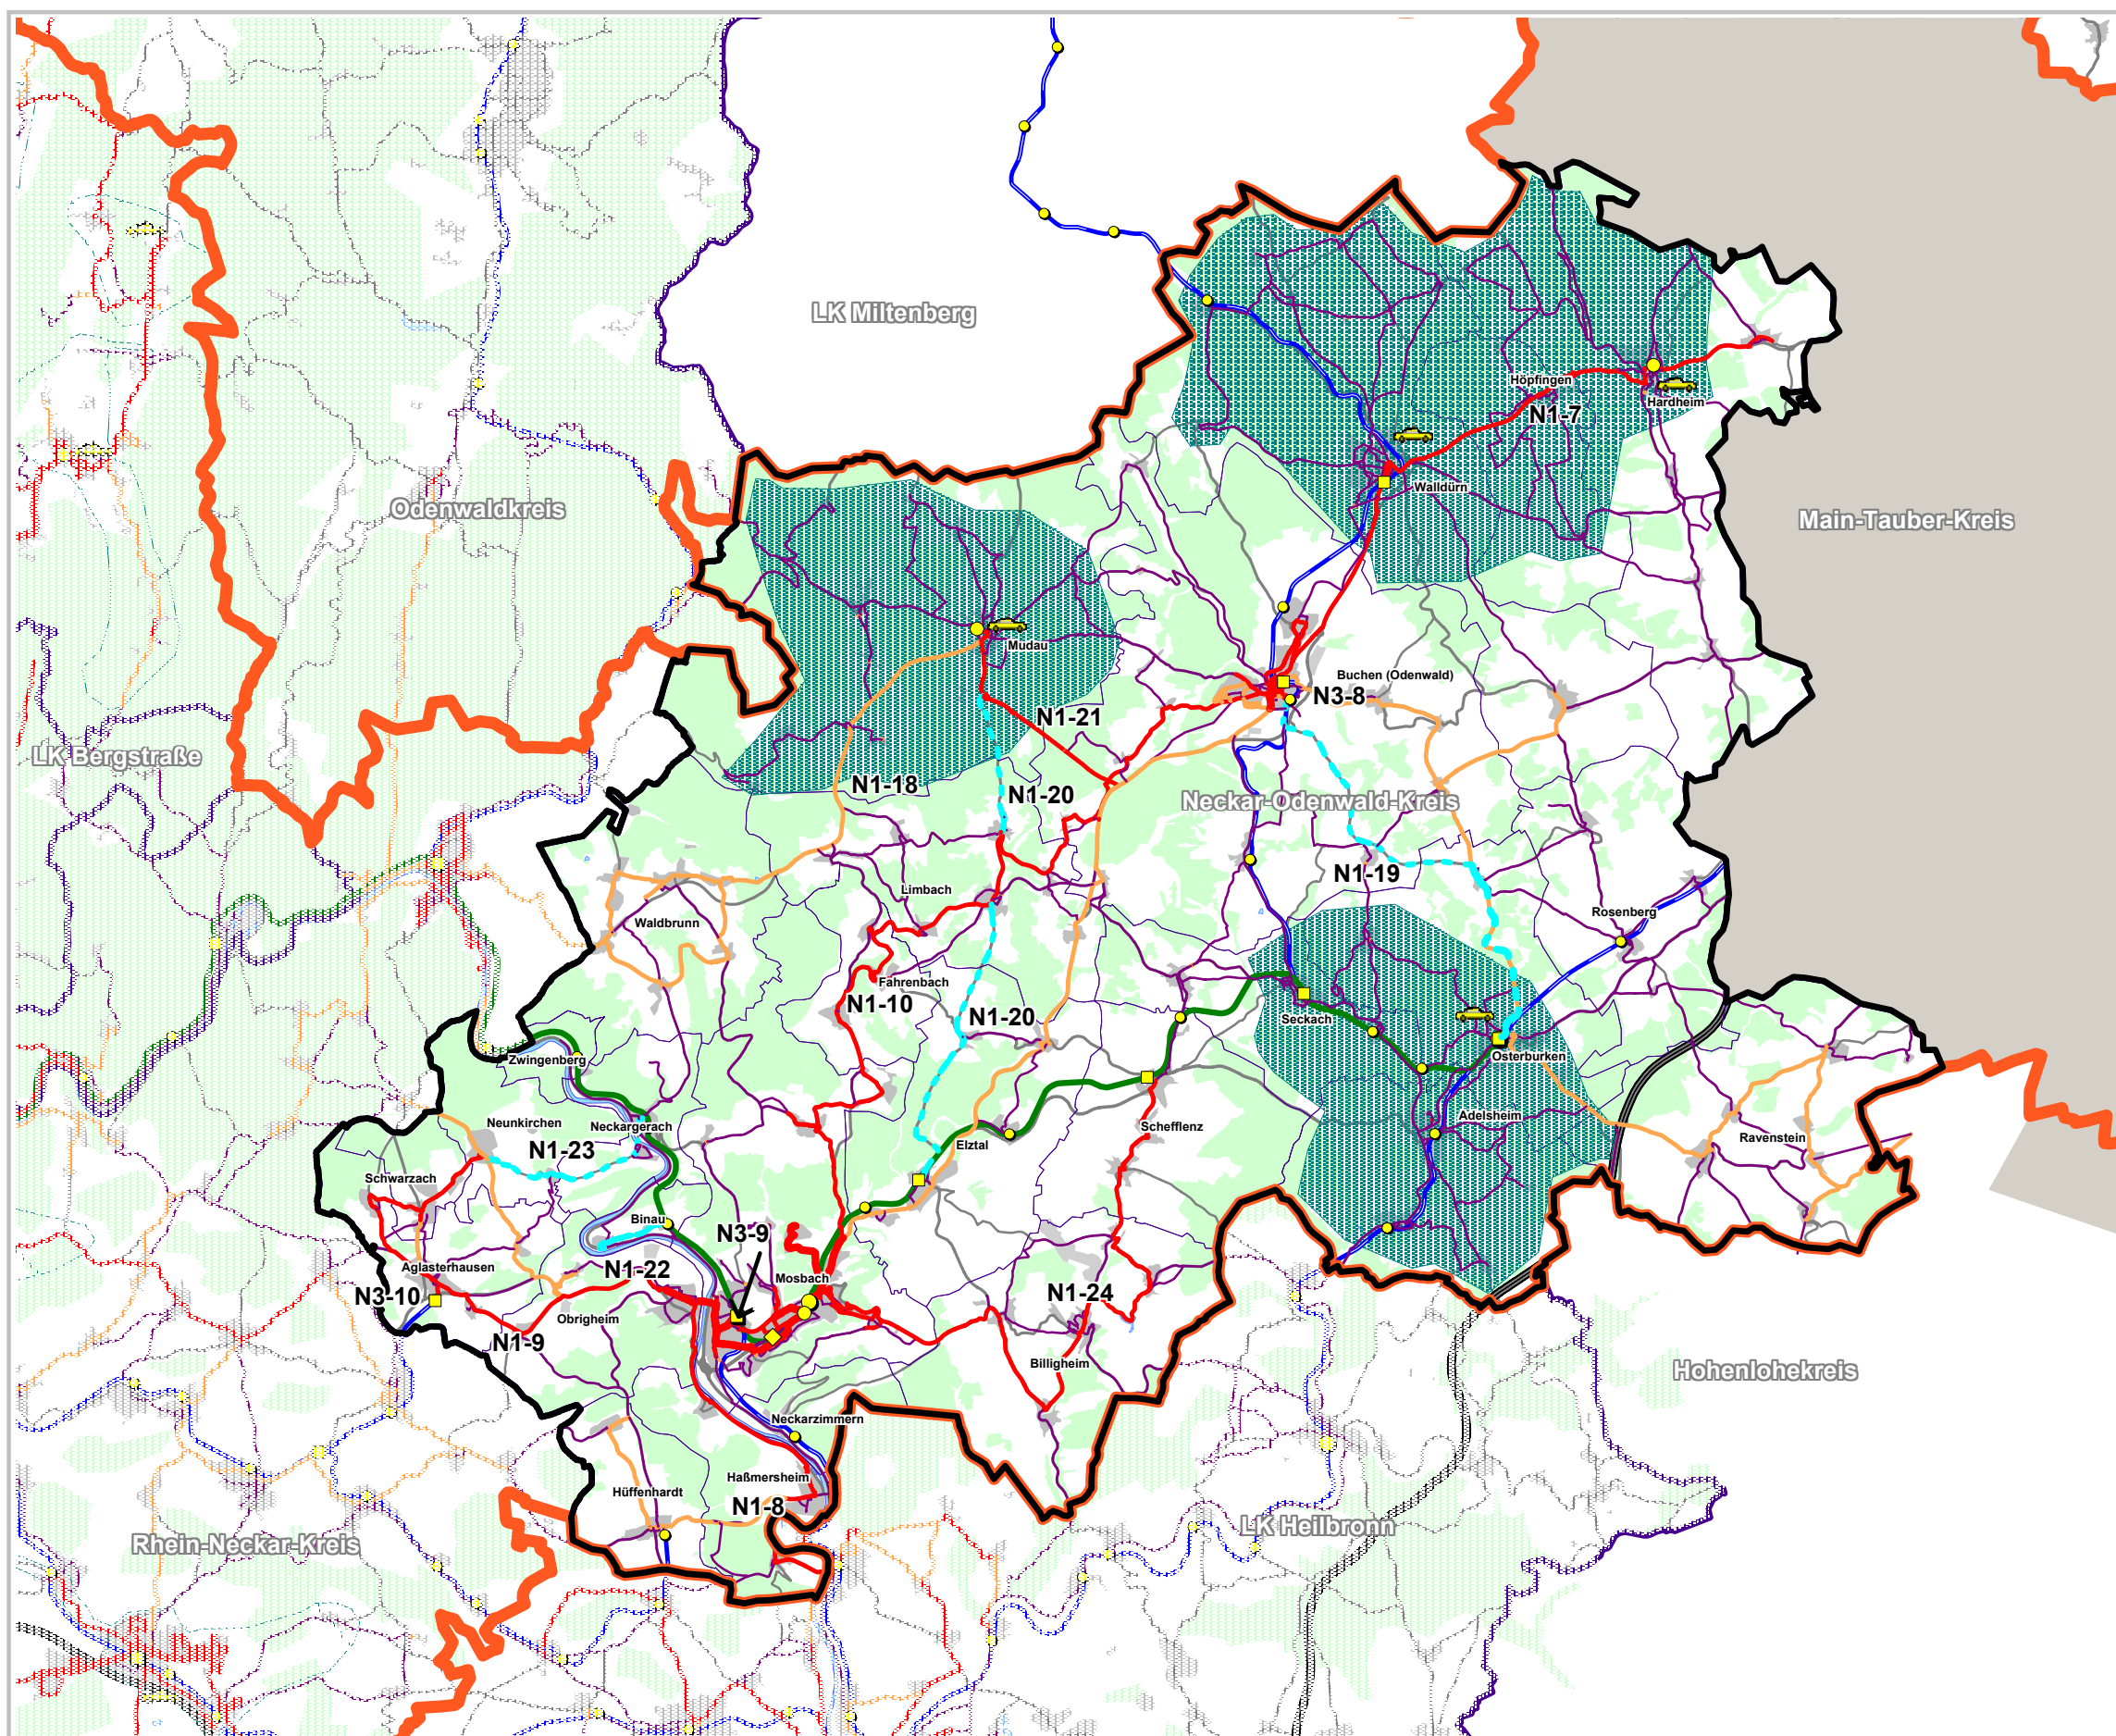 LK Miltenberg
Höpfingen
Hardheim
N1-7
Walldürn
Odenwaldkreis
Main-Tauber-Kreis
Mudau
Buchen (Odenwald)
N3-8
N1-21
LK Bergstraße
N1-18
N1-20
Neckar-Odenwald-Kreis
N1-19
Limbach
Rosenberg
Waldbrunn
Fahrenbach
N1-10
N1-20
Seckach
Osterburken
Zwingenberg
Adelsheim
Neunkirchen
Neckargerach
Schefflenz
Ravenstein
Elztal
N1-23
Schwarzach
Binau
N3-9
Aglasterhausen
N1-22
Mosbach
N3-10
N1-24
Obrigheim
N1-9
Billigheim
Hohenlohekreis
Neckarzimmern
Haßmersheim
Hüffenhardt
N1-8
LK Heilbronn
Rhein-Neckar-Kreis